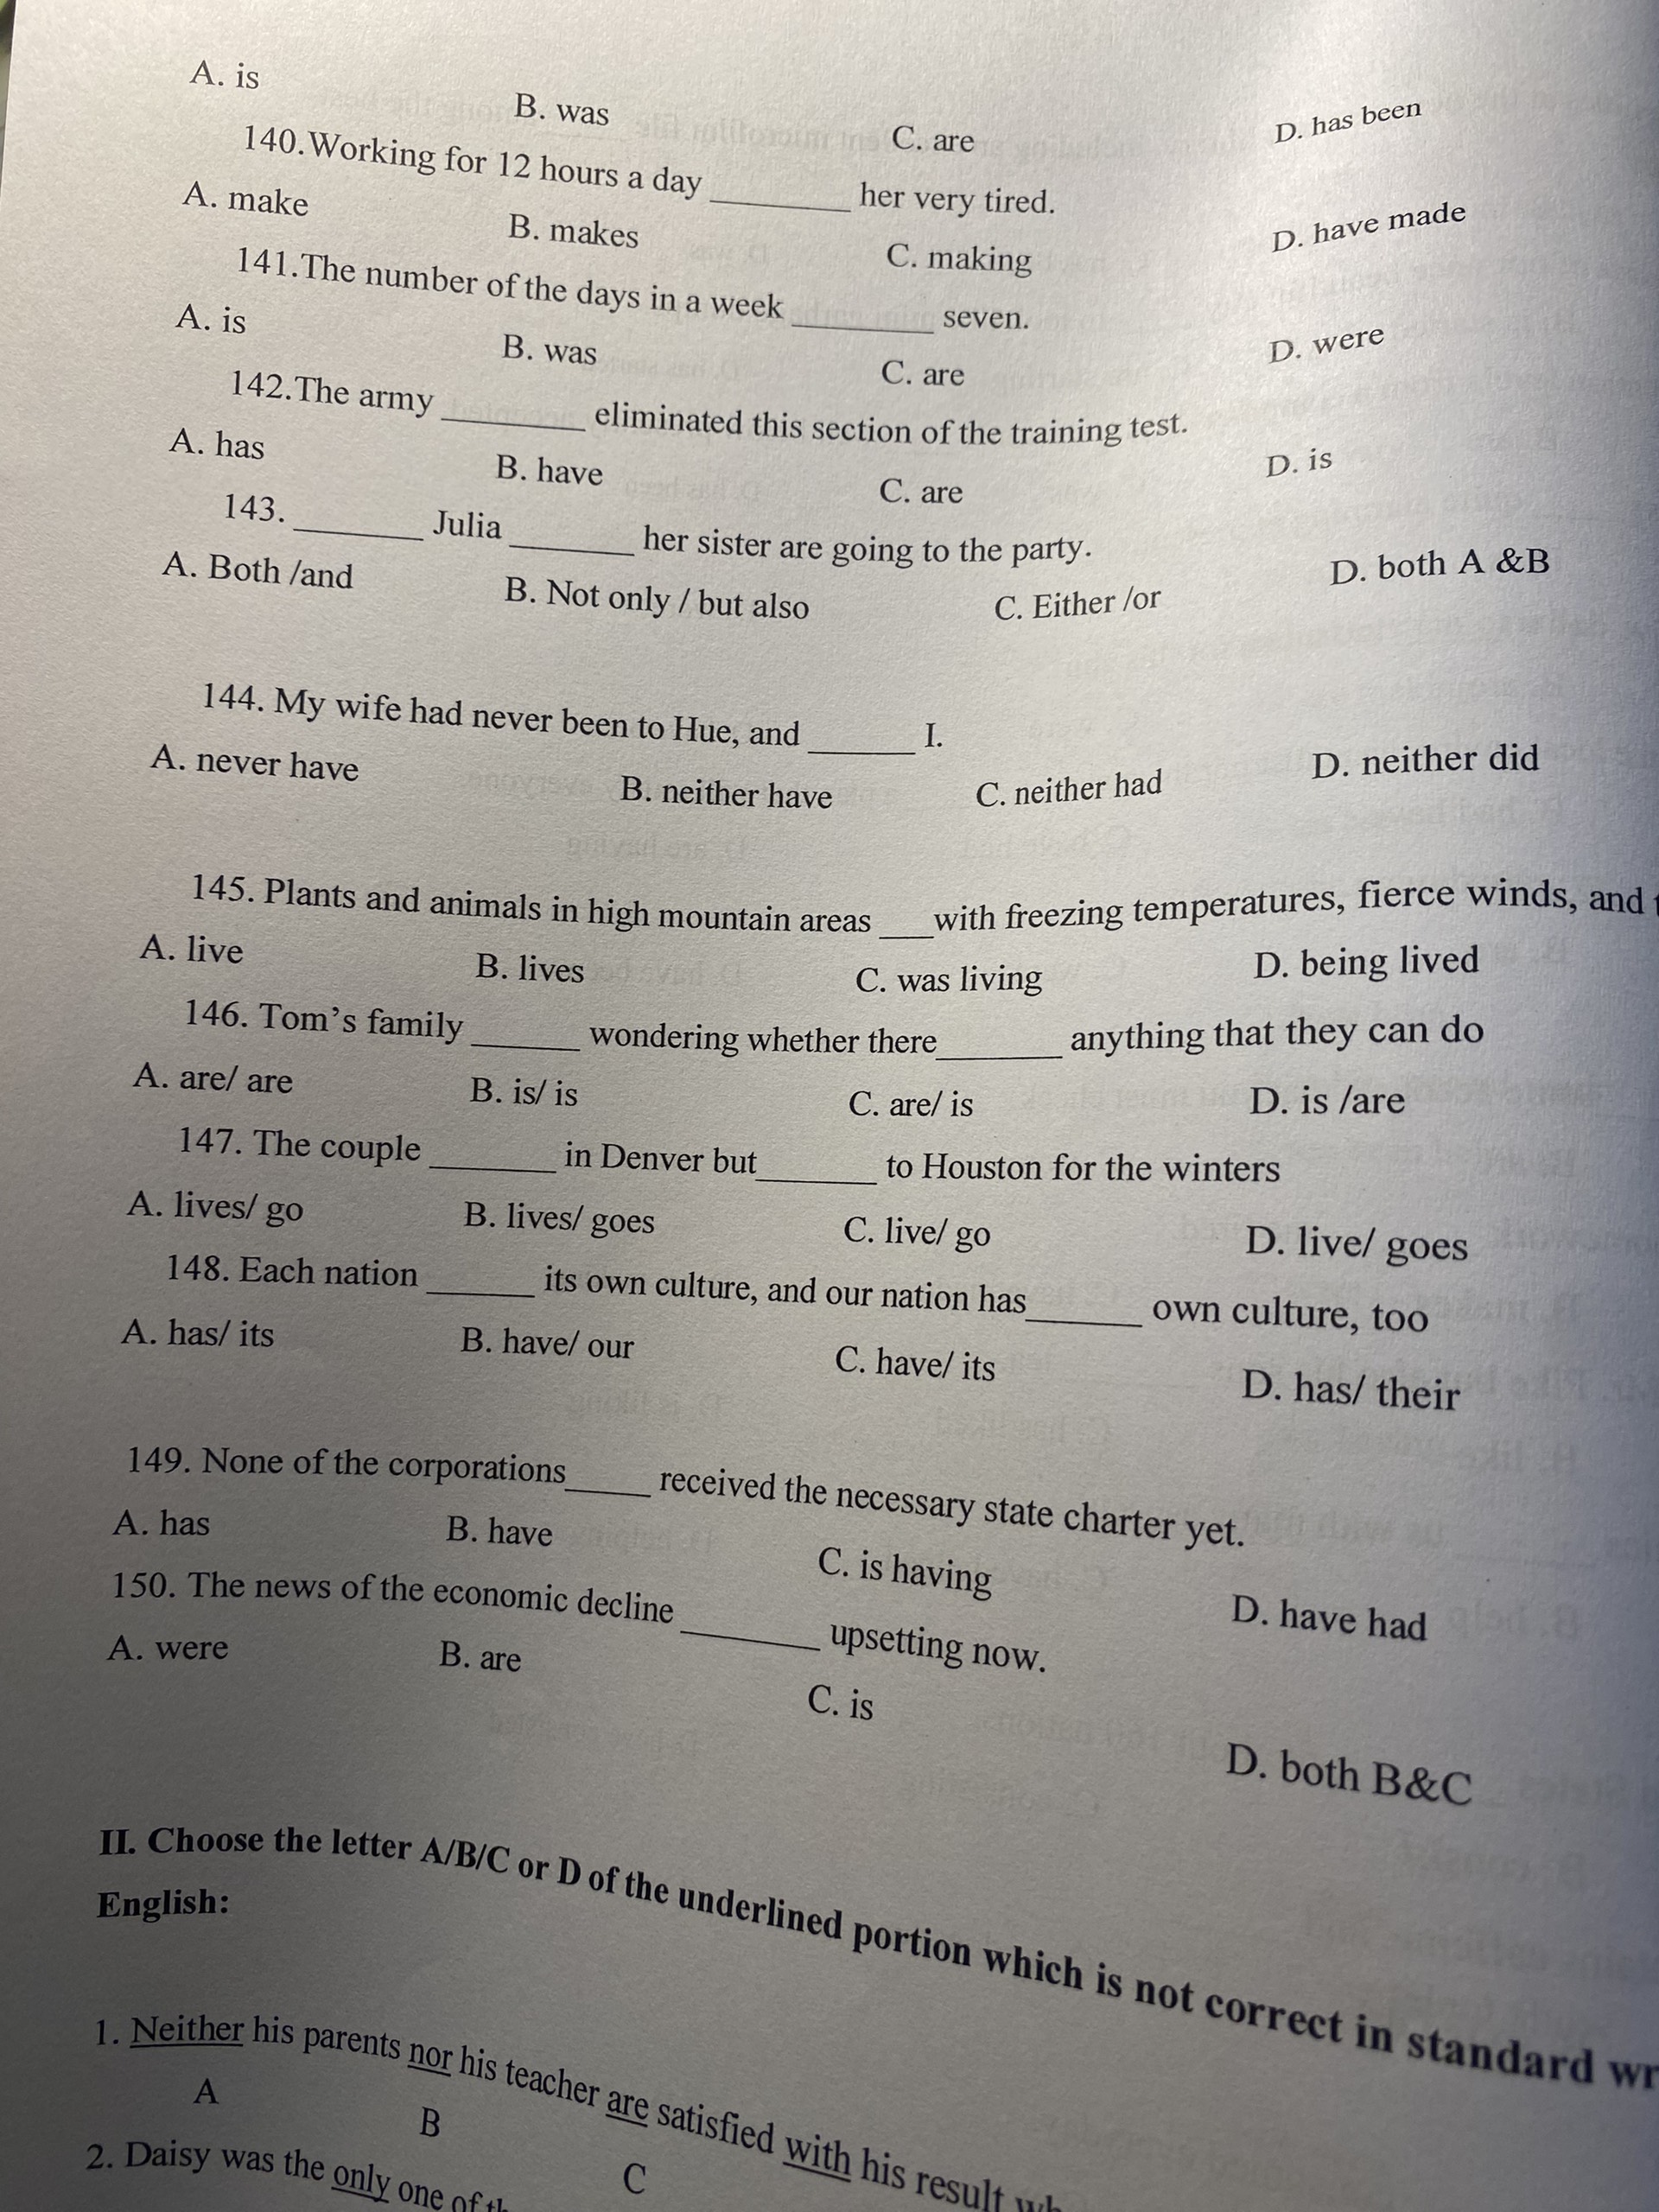 A. is B. was C. are D. has been
140.Working for 12 hours a day ________ her very tired.
A. make B. makes C. making D. have made
141.The number of the days in a week ________ seven.
A. is B. was C. are D. were
142.The army ________ eliminated this section of the training test.
A. has B. have C. are D. is
143. ________ Julia ________ her sister are going to the party.
A. Both /and B. Not only / but also C. Either /or D. both A &B
144. My wife had never been to Hue, and ______ I.
A. never have B. neither have C. neither had D. neither did
145. Plants and animals in high mountain areas ___with freezing temperatures, fierce winds, and
A. live B. lives C. was living D. being lived
146. Tom's family ______ wondering whether there_______ anything that they can do
A. are/ are B. is/ is C. are/ is D. is /are
147. The couple _______ in Denver but_______ to Houston for the winters
A. lives/ go B. lives/ goes C. live/ go D. live/ goes
148. Each nation ______ its own culture, and our nation has______ own culture, too
A. has/ its B. have/ our C. have/ its D. has/ their
149. None of the corporations_____ received the necessary state charter yet.
A. has B. have C. is having D. have had
150. The news of the economic decline ________ upsetting now.
A. were B. are C. is D. both B&C
II. Choose the letter A/B/C or D of the underlined portion which is not correct in standard
English:
1. Neither his parents nor his teacher are satisfied with his result
A B C
2. Daisy was the only one of